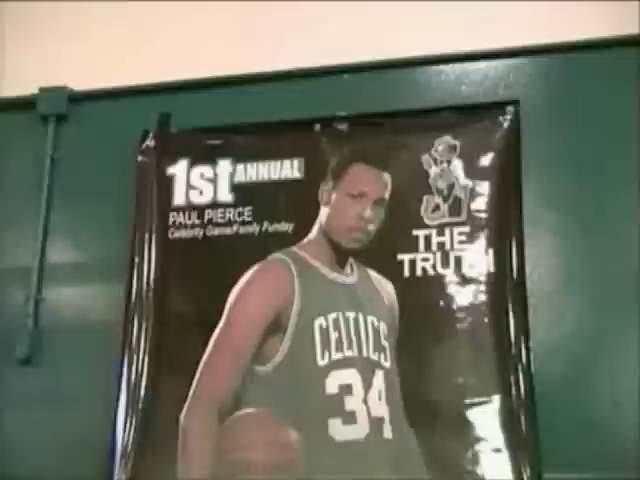 1st ANNUAL
PAUL PIERCE
Celebrity Game/Family Funday
THE
TRUTH
CELTICS
34